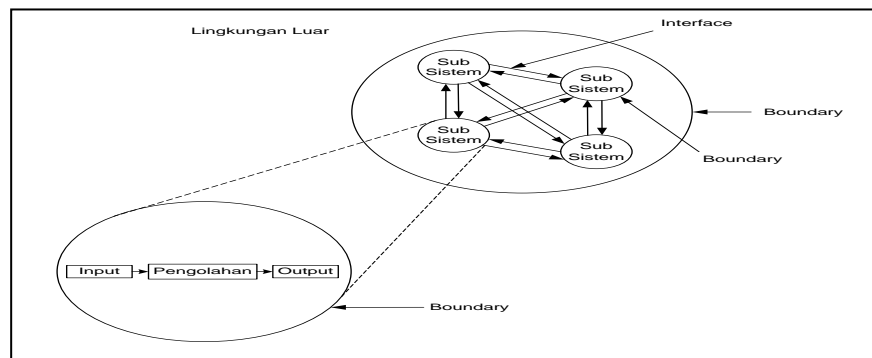 Lingkungan Luar
Interface
Sub
Sistem
Sub
Sistem
Boundary
Sub
Sistem
Sub
Sistem
Boundary
Input
Pengolahan
Output
Boundary